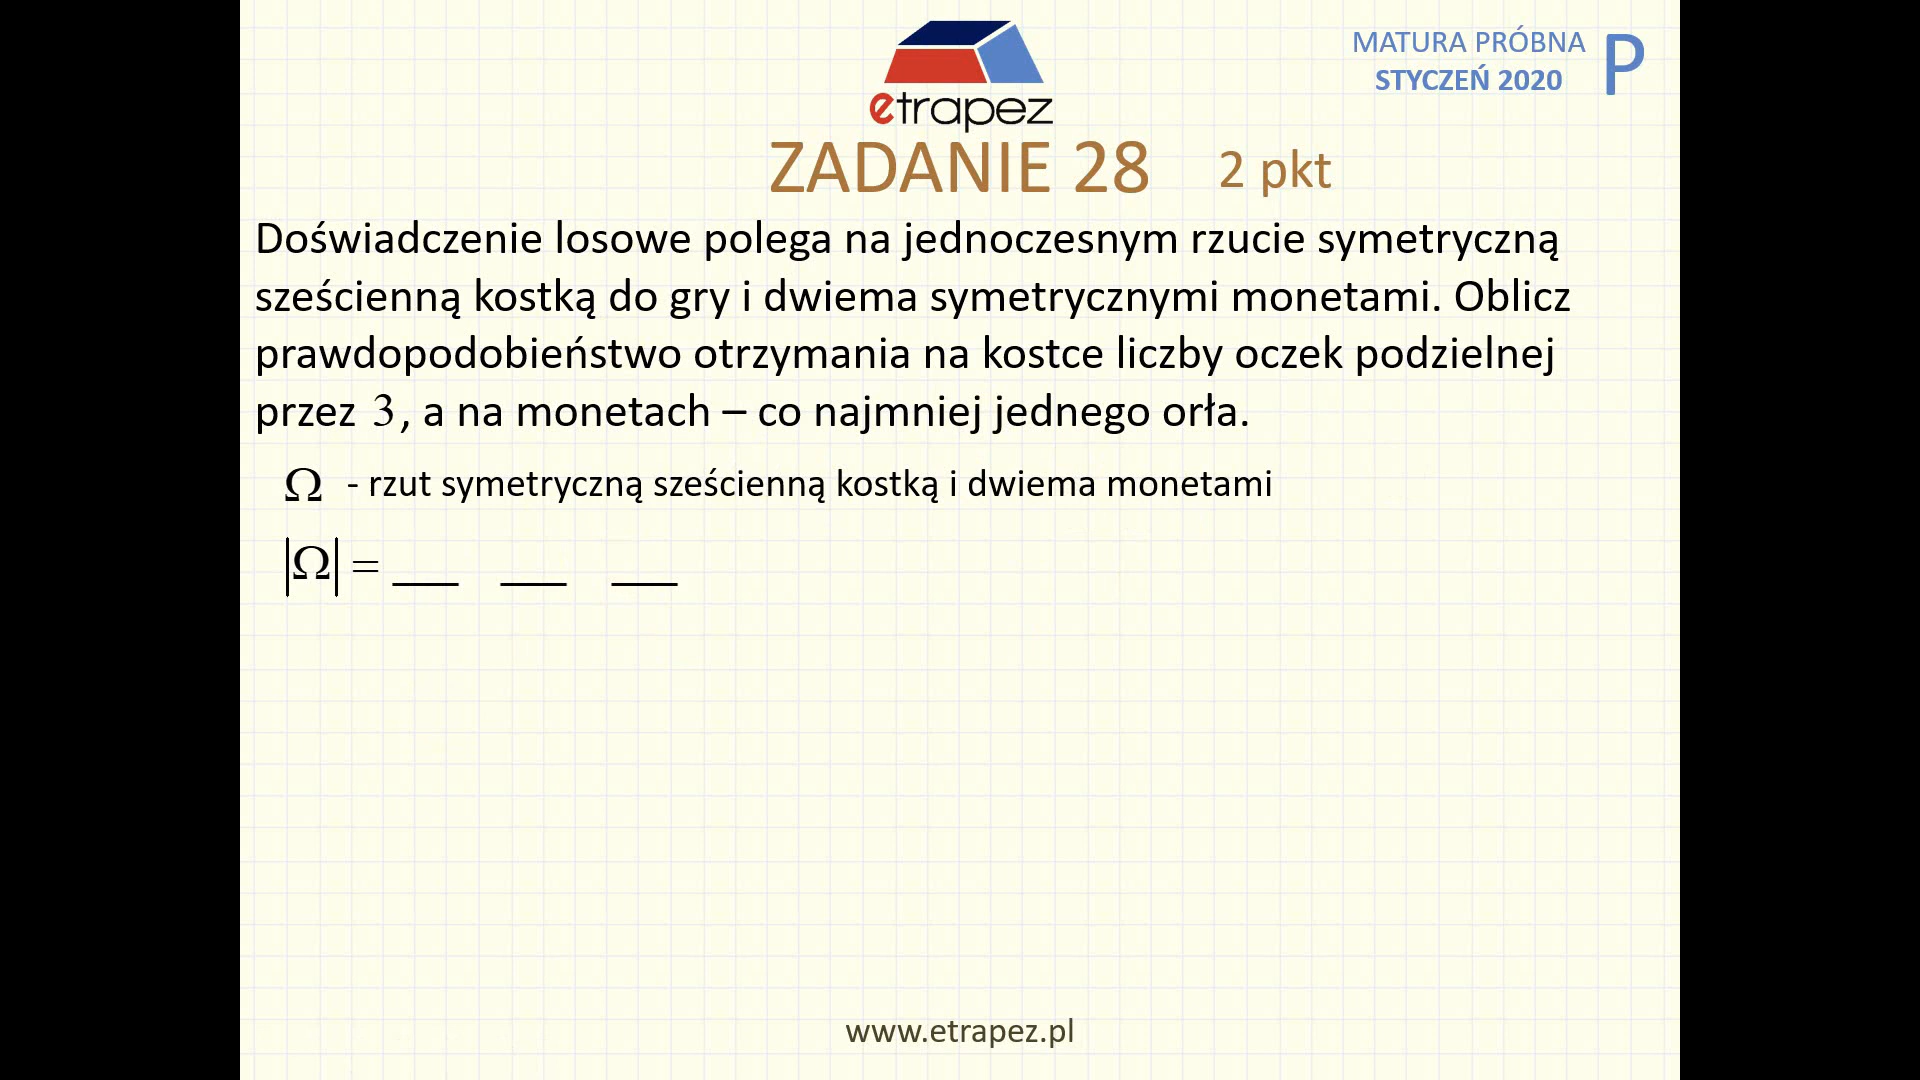 etrapez
MATURA PRÓBNA
STYCZEŃ 2020
P
ZADANIE 28 2 pkt
Doświadczenie losowe polega na jednoczesnym rzucie symetryczną
sześcienną kostką do gry i dwiema symetrycznymi monetami. Oblicz
prawdopodobieństwo otrzymania na kostce liczby oczek podzielnej
przez 3, a na monetach – co najmniej jednego orła.
Ω - rzut symetryczną sześcienną kostką i dwiema monetami
|Ω| = ___ ___ ___
www.etrapez.pl